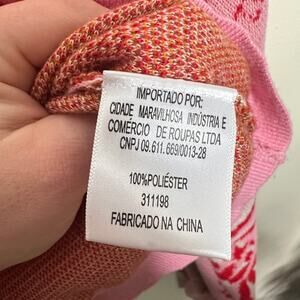 IMPORTADO POR:
CIDADE MARAVILHOSA INDÚSTRIA E
COMÉRCIO DE ROUPAS LTDA
CNPJ 09.611.669/0013-28
100%POLIÉSTER
311198
FABRICADO NA CHINA